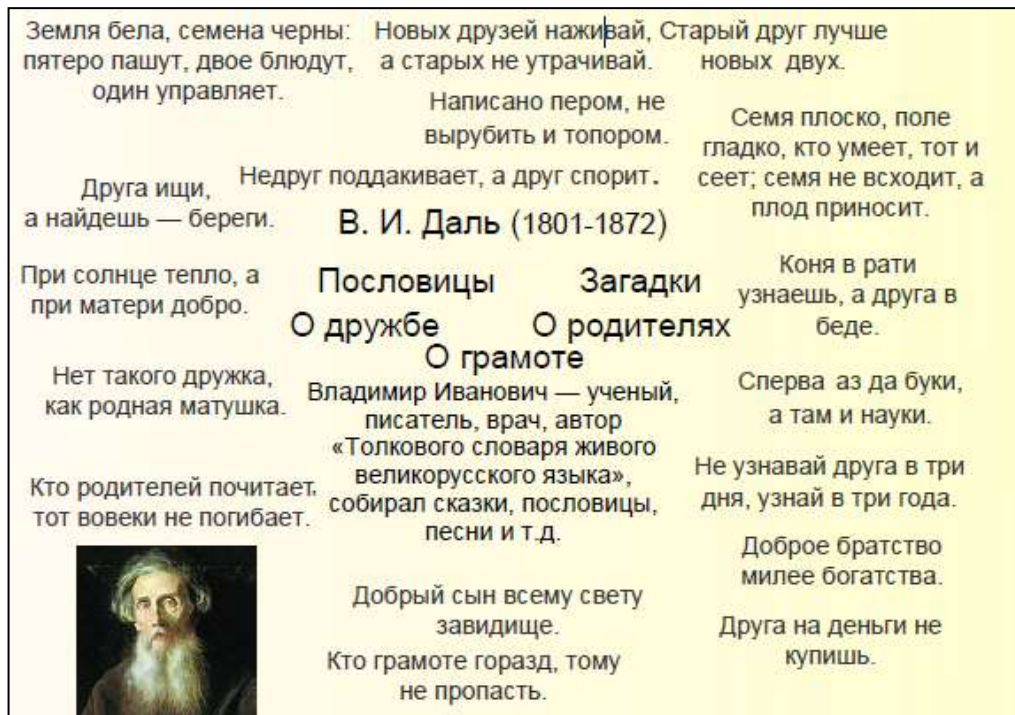 Земля бела, семена черны:
пятеро пашут, двое блюдут,
один управляет.
Новых друзей наживай,
а старых не утрачивай.
Старый друг лучше
новых двух.
Написано пером, не
вырубить и топором.
Семя плоско, поле
гладко, кто умеет, тот и
сеет; семя не всходит, а
плод приносит.
Друга ищи,
а найдешь — береги.
Недруг поддакивает, а друг спорит.
В. И. Даль (1801-1872)
При солнце тепло, а
при матери добро.
Пословицы
Загадки
О дружбе
О родителях
О грамоте
Коня в рати
узнаешь, а друга в
беде.
Нет такого дружка,
как родная матушка.
Владимир Иванович — ученый,
писатель, врач, автор
«Толкового словаря живого
великорусского языка»,
собирал сказки, пословицы,
песни и т.д.
Сперва аз да буки,
а там и науки.
Кто родителей почитает,
тот вовеки не погибает.
Не узнавай друга в три
дня, узнай в три года.
Доброе братство
милее богатства.
Добрый сын всему свету
завидище.
Друга на деньги не
купишь.
Кто грамоте горазд, тому
не пропасть.